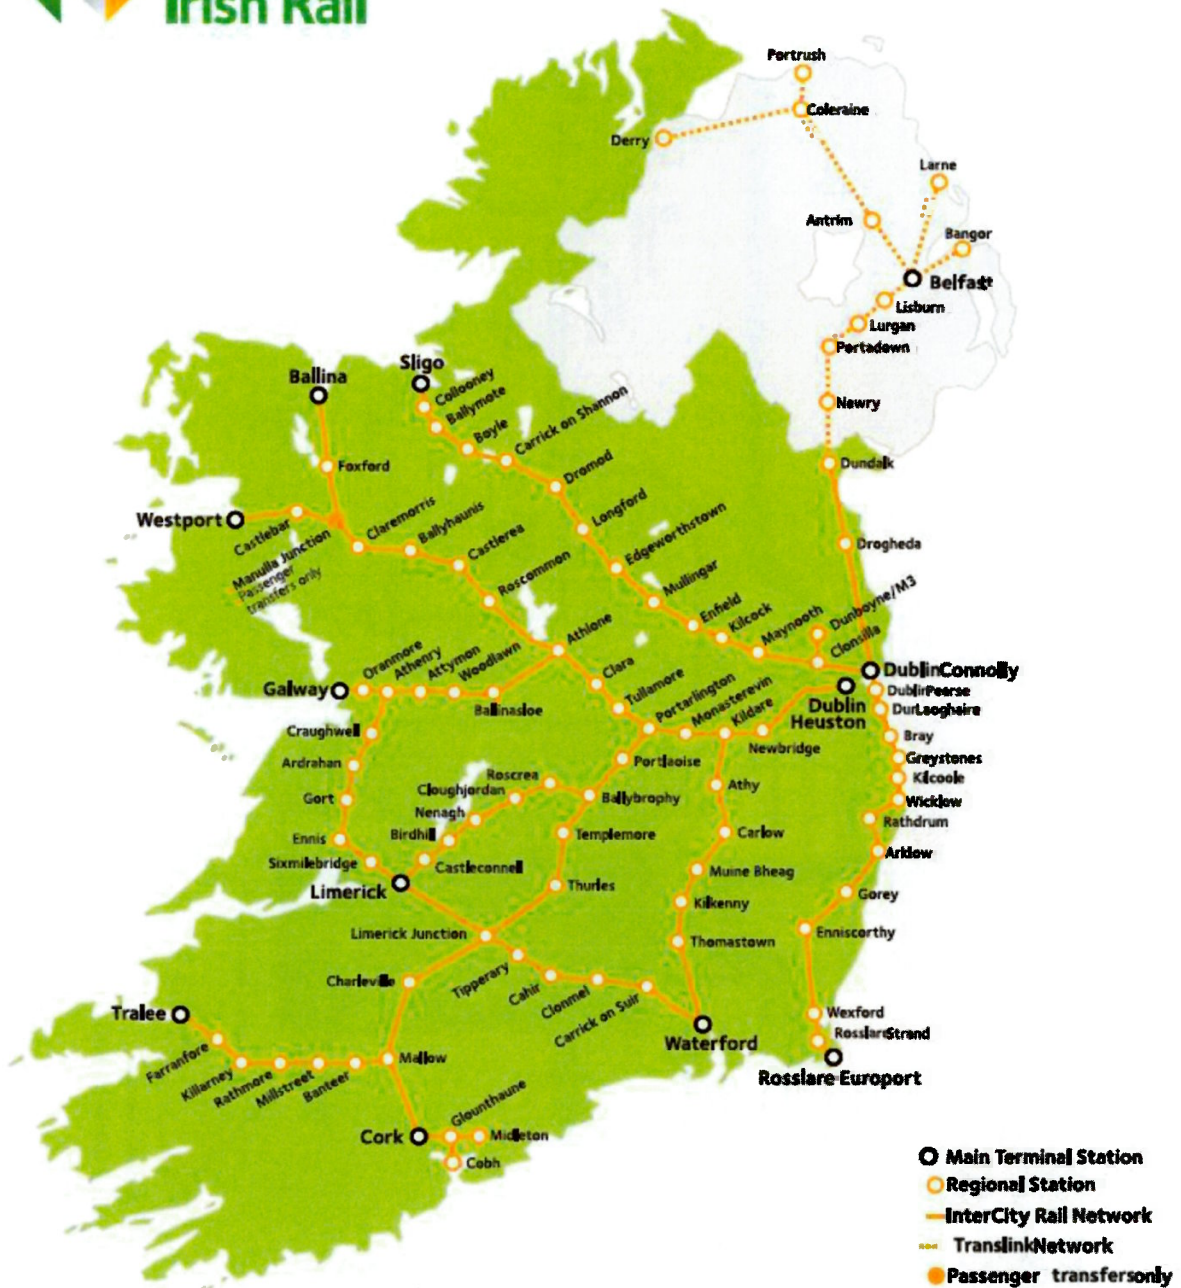 Irish Rail
Portrush
Coleraine
Derry
Larne
Antrim
Bangor
Belfast
Lisburn
Lurgan
Portadown
Newry
Dundalk
Drogheda
Sligo
Collooney
Ballymote
Boyle
Carrick on Shannon
Dromod
Longford
Edgeworthstown
Mullingar
Enfield
Kilcock
Maynooth
Dunboyne/M3
Clonsilla
Ballina
Foxford
Westport
Castlebar
Manulla Junction
Passenger
transfers only
Claremorris
Ballyhaunis
Castlerea
Roscommon
Athlone
Clara
Tullamore
Portarlington
Monasterevin
Kildare
Newbridge
Dublin Connolly
Dublin
Heuston
Dublin Pearse
Dun Laoghaire
Bray
Greystones
Kilcoole
Wicklow
Rathdrum
Arklow
Gorey
Enniscorthy
Wexford
Rosslare Strand
Rosslare Europort
Galway
Oranmore
Athenry
Attymon
Woodlawn
Ballinasloe
Craughwell
Ardrahan
Gort
Ennis
Sixmilebridge
Limerick
Portlaoise
Roscrea
Cloughjordan
Ballybrophy
Nenagh
Birdhill
Castleconnell
Templemore
Thurles
Athy
Carlow
Muine Bheag
Kilkenny
Thomastown
Limerick Junction
Tipperary
Cahir
Clonmel
Carrick on Suir
Waterford
Charleville
Tralee
Farranfore
Killarney
Rathmore
Millstreet
Banteer
Mallow
Cork
Glounthaune
Midleton
Cobh
Main Terminal Station
Regional Station
InterCity Rail Network
Translink Network
Passenger transfers only